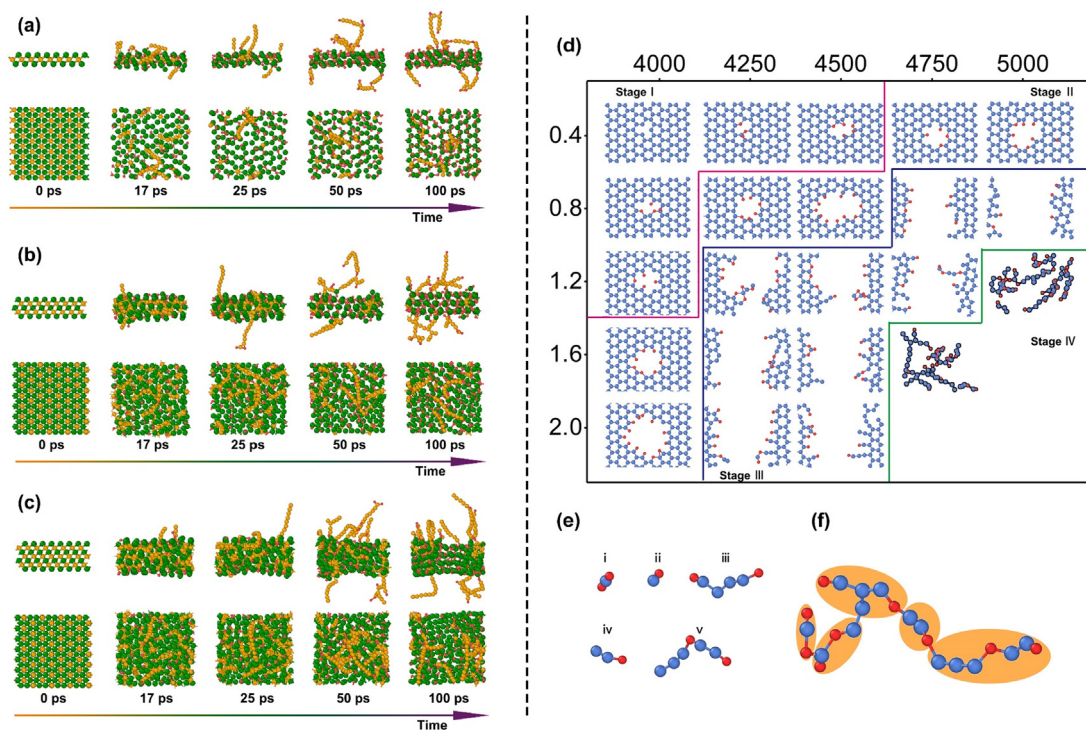 (a)
0 ps 17 ps 25 ps 50 ps 100 ps
Time
(b)
0 ps 17 ps 25 ps 50 ps 100 ps
Time
(c)
0 ps 17 ps 25 ps 50 ps 100 ps
Time
(d)
4000 4250 4500 4750 5000
Stage Ⅰ Stage Ⅱ
0.4
0.8
1.2
Stage Ⅳ
1.6
2.0
Stage Ⅲ
(e)
i ii iii
iv v
(f)